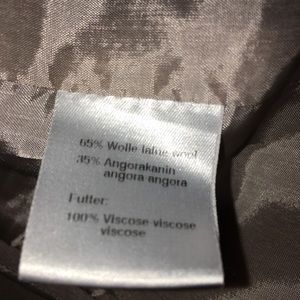 65% Wolle laine wool
35% Angorakanin
angora angora
Futter:
100% Viscose viscose
viscose